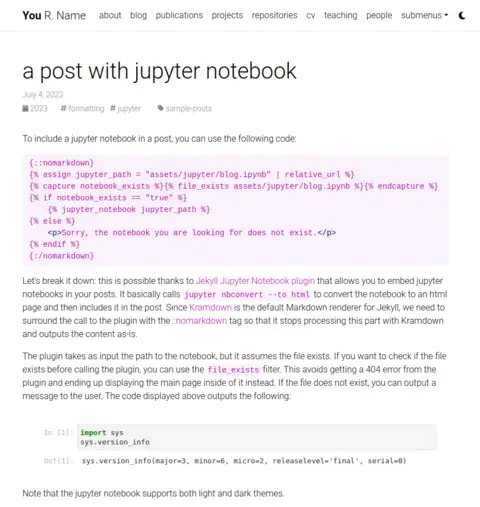 You R. Name about blog publications projects repositories cv teaching people submenus
a post with jupyter notebook
July 4, 2023
2023 # formatting # jupyter sample-posts
To include a jupyter notebook in a post, you can use the following code:
{::nomarkdown}
{% assign jupyter_path = "assets/jupyter/blog.ipynb" | relative_url %}
{% capture notebook_exists %}{% file_exists assets/jupyter/blog.ipynb %}{% endcapture %}
{% if notebook_exists == "true" %}
    {% jupyter_notebook jupyter_path %}
{% else %}
    <p>Sorry, the notebook you are looking for does not exist.</p>
{% endif %}
{:/nomarkdown}
Let's break it down: this is possible thanks to Jekyll Jupyter Notebook plugin that allows you to embed jupyter
notebooks in your posts. It basically calls jupyter nbconvert --to html to convert the notebook to an html
page and then includes it in the post. Since Kramdown is the default Markdown renderer for Jekyll, we need to
surround the call to the plugin with the ::nomarkdown tag so that it stops processing this part with Kramdown
and outputs the content as-is.
The plugin takes as input the path to the notebook, but it assumes the file exists. If you want to check if the file
exists before calling the plugin, you can use the file_exists filter. This avoids getting a 404 error from the
plugin and ending up displaying the main page inside of it instead. If the file does not exist, you can output a
message to the user. The code displayed above outputs the following:
In [1]: import sys
sys.version_info
Out[1]: sys.version_info(major=3, minor=6, micro=2, releaselevel='final', serial=0)
Note that the jupyter notebook supports both light and dark themes.